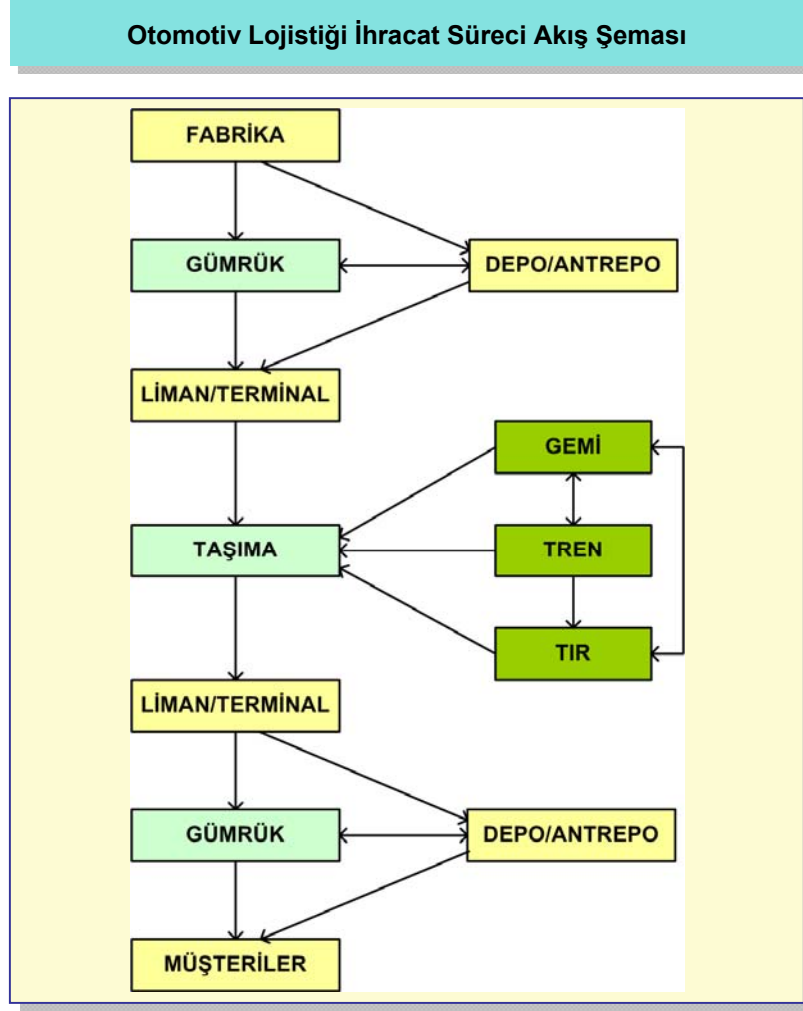 Otomotiv Lojistiği İhracat Süreci Akış Şeması
FABRİKA
GÜMRÜK
DEPO/ANTREPO
LİMAN/TERMİNAL
GEMİ
TAŞIMA
TREN
TIR
LİMAN/TERMİNAL
GÜMRÜK
DEPO/ANTREPO
MÜŞTERİLER